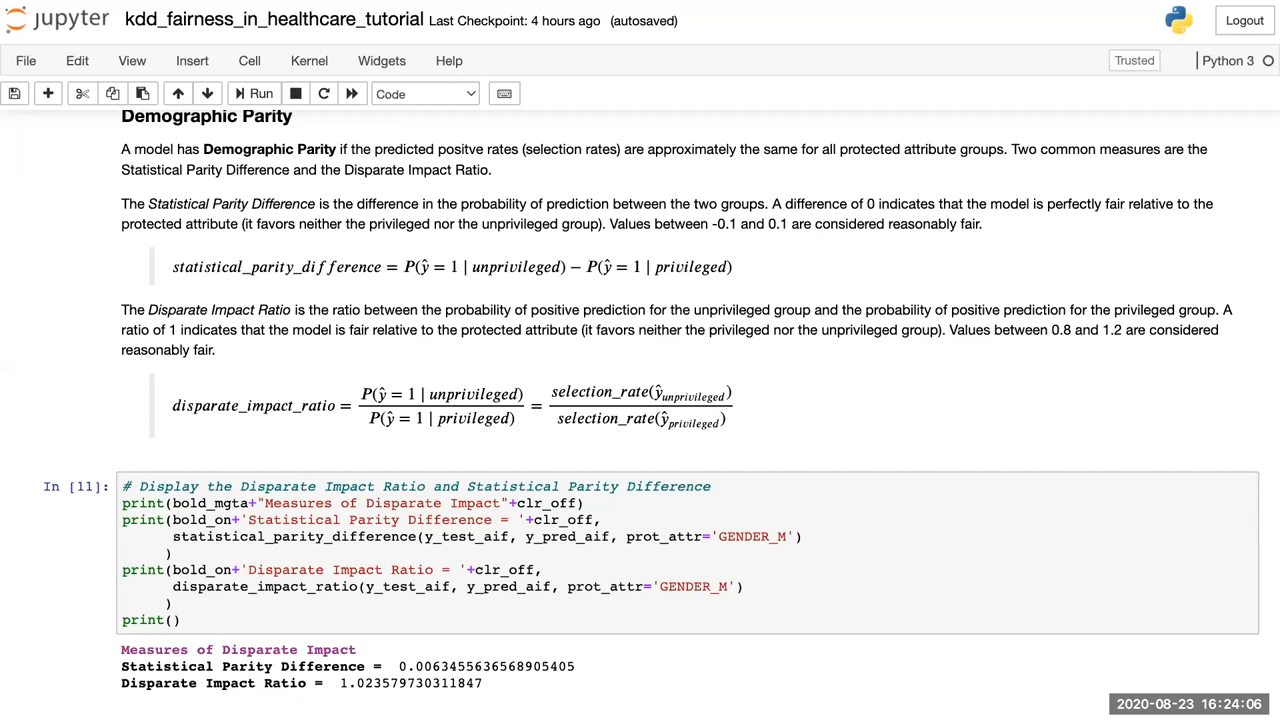 jupyter kdd_fairness_in_healthcare_tutorial Last Checkpoint: 4 hours ago (autosaved) Logout
File Edit View Insert Cell Kernel Widgets Help Trusted Python 3
Run Code
Demographic Parity
A model has Demographic Parity if the predicted positve rates (selection rates) are approximately the same for all protected attribute groups. Two common measures are the
Statistical Parity Difference and the Disparate Impact Ratio.
The Statistical Parity Difference is the difference in the probability of prediction between the two groups. A difference of 0 indicates that the model is perfectly fair relative to the
protected attribute (it favors neither the privileged nor the unprivileged group). Values between -0.1 and 0.1 are considered reasonably fair.
statistical_parity_difference = P(ŷ = 1 | unprivileged) − P(ŷ = 1 | privileged)
The Disparate Impact Ratio is the ratio between the probability of positive prediction for the unprivileged group and the probability of positive prediction for the privileged group. A
ratio of 1 indicates that the model is fair relative to the protected attribute (it favors neither the privileged nor the unprivileged group). Values between 0.8 and 1.2 are considered
reasonably fair.
disparate_impact_ratio = P(ŷ = 1 | unprivileged) / P(ŷ = 1 | privileged) = selection_rate(ŷ_unprivileged) / selection_rate(ŷ_privileged)
In [11]: # Display the Disparate Impact Ratio and Statistical Parity Difference
print(bold_mgta+"Measures of Disparate Impact"+clr_off)
print(bold_on+'Statistical Parity Difference = '+clr_off,
statistical_parity_difference(y_test_aif, y_pred_aif, prot_attr='GENDER_M')
)
print(bold_on+'Disparate Impact Ratio = '+clr_off,
disparate_impact_ratio(y_test_aif, y_pred_aif, prot_attr='GENDER_M')
)
print()
Measures of Disparate Impact
Statistical Parity Difference = 0.0063455636568905405
Disparate Impact Ratio = 1.023579730311847
2020-08-23 16:24:06